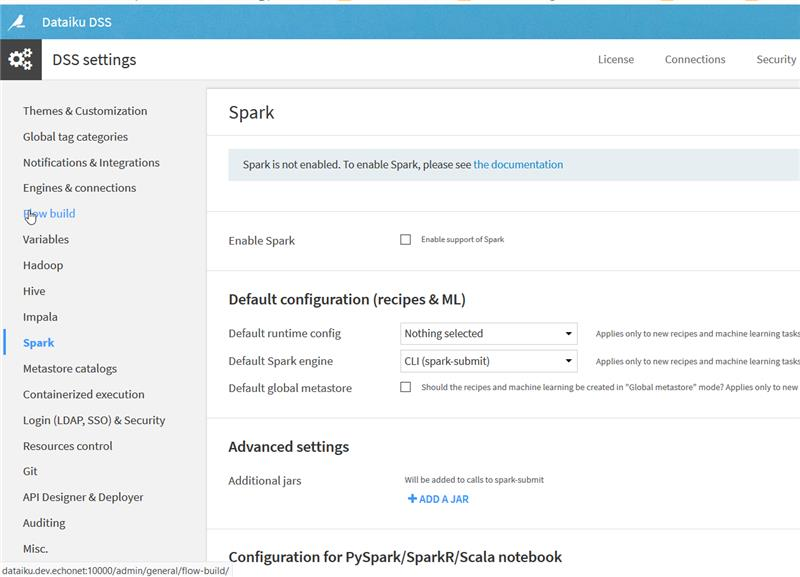 Dataiku DSS
DSS settings
License
Connections
Security
Themes & Customization
Global tag categories
Notifications & Integrations
Engines & connections
Flow build
Variables
Hadoop
Hive
Impala
Spark
Metastore catalogs
Containerized execution
Login (LDAP, SSO) & Security
Resources control
Git
API Designer & Deployer
Auditing
Misc.
Spark
Spark is not enabled. To enable Spark, please see the documentation
Enable Spark
Enable support of Spark
Default configuration (recipes & ML)
Default runtime config
Nothing selected
Applies only to new recipes and machine learning tasks
Default Spark engine
CLI (spark-submit)
Applies only to new recipes and machine learning tasks
Default global metastore
Should the recipes and machine learning be created in "Global metastore" mode? Applies only to new
Advanced settings
Additional jars
Will be added to calls to spark-submit
+ ADD A JAR
Configuration for PySpark/SparkR/Scala notebook
dataiku.dev.echonet:10000/admin/general/flow-build/